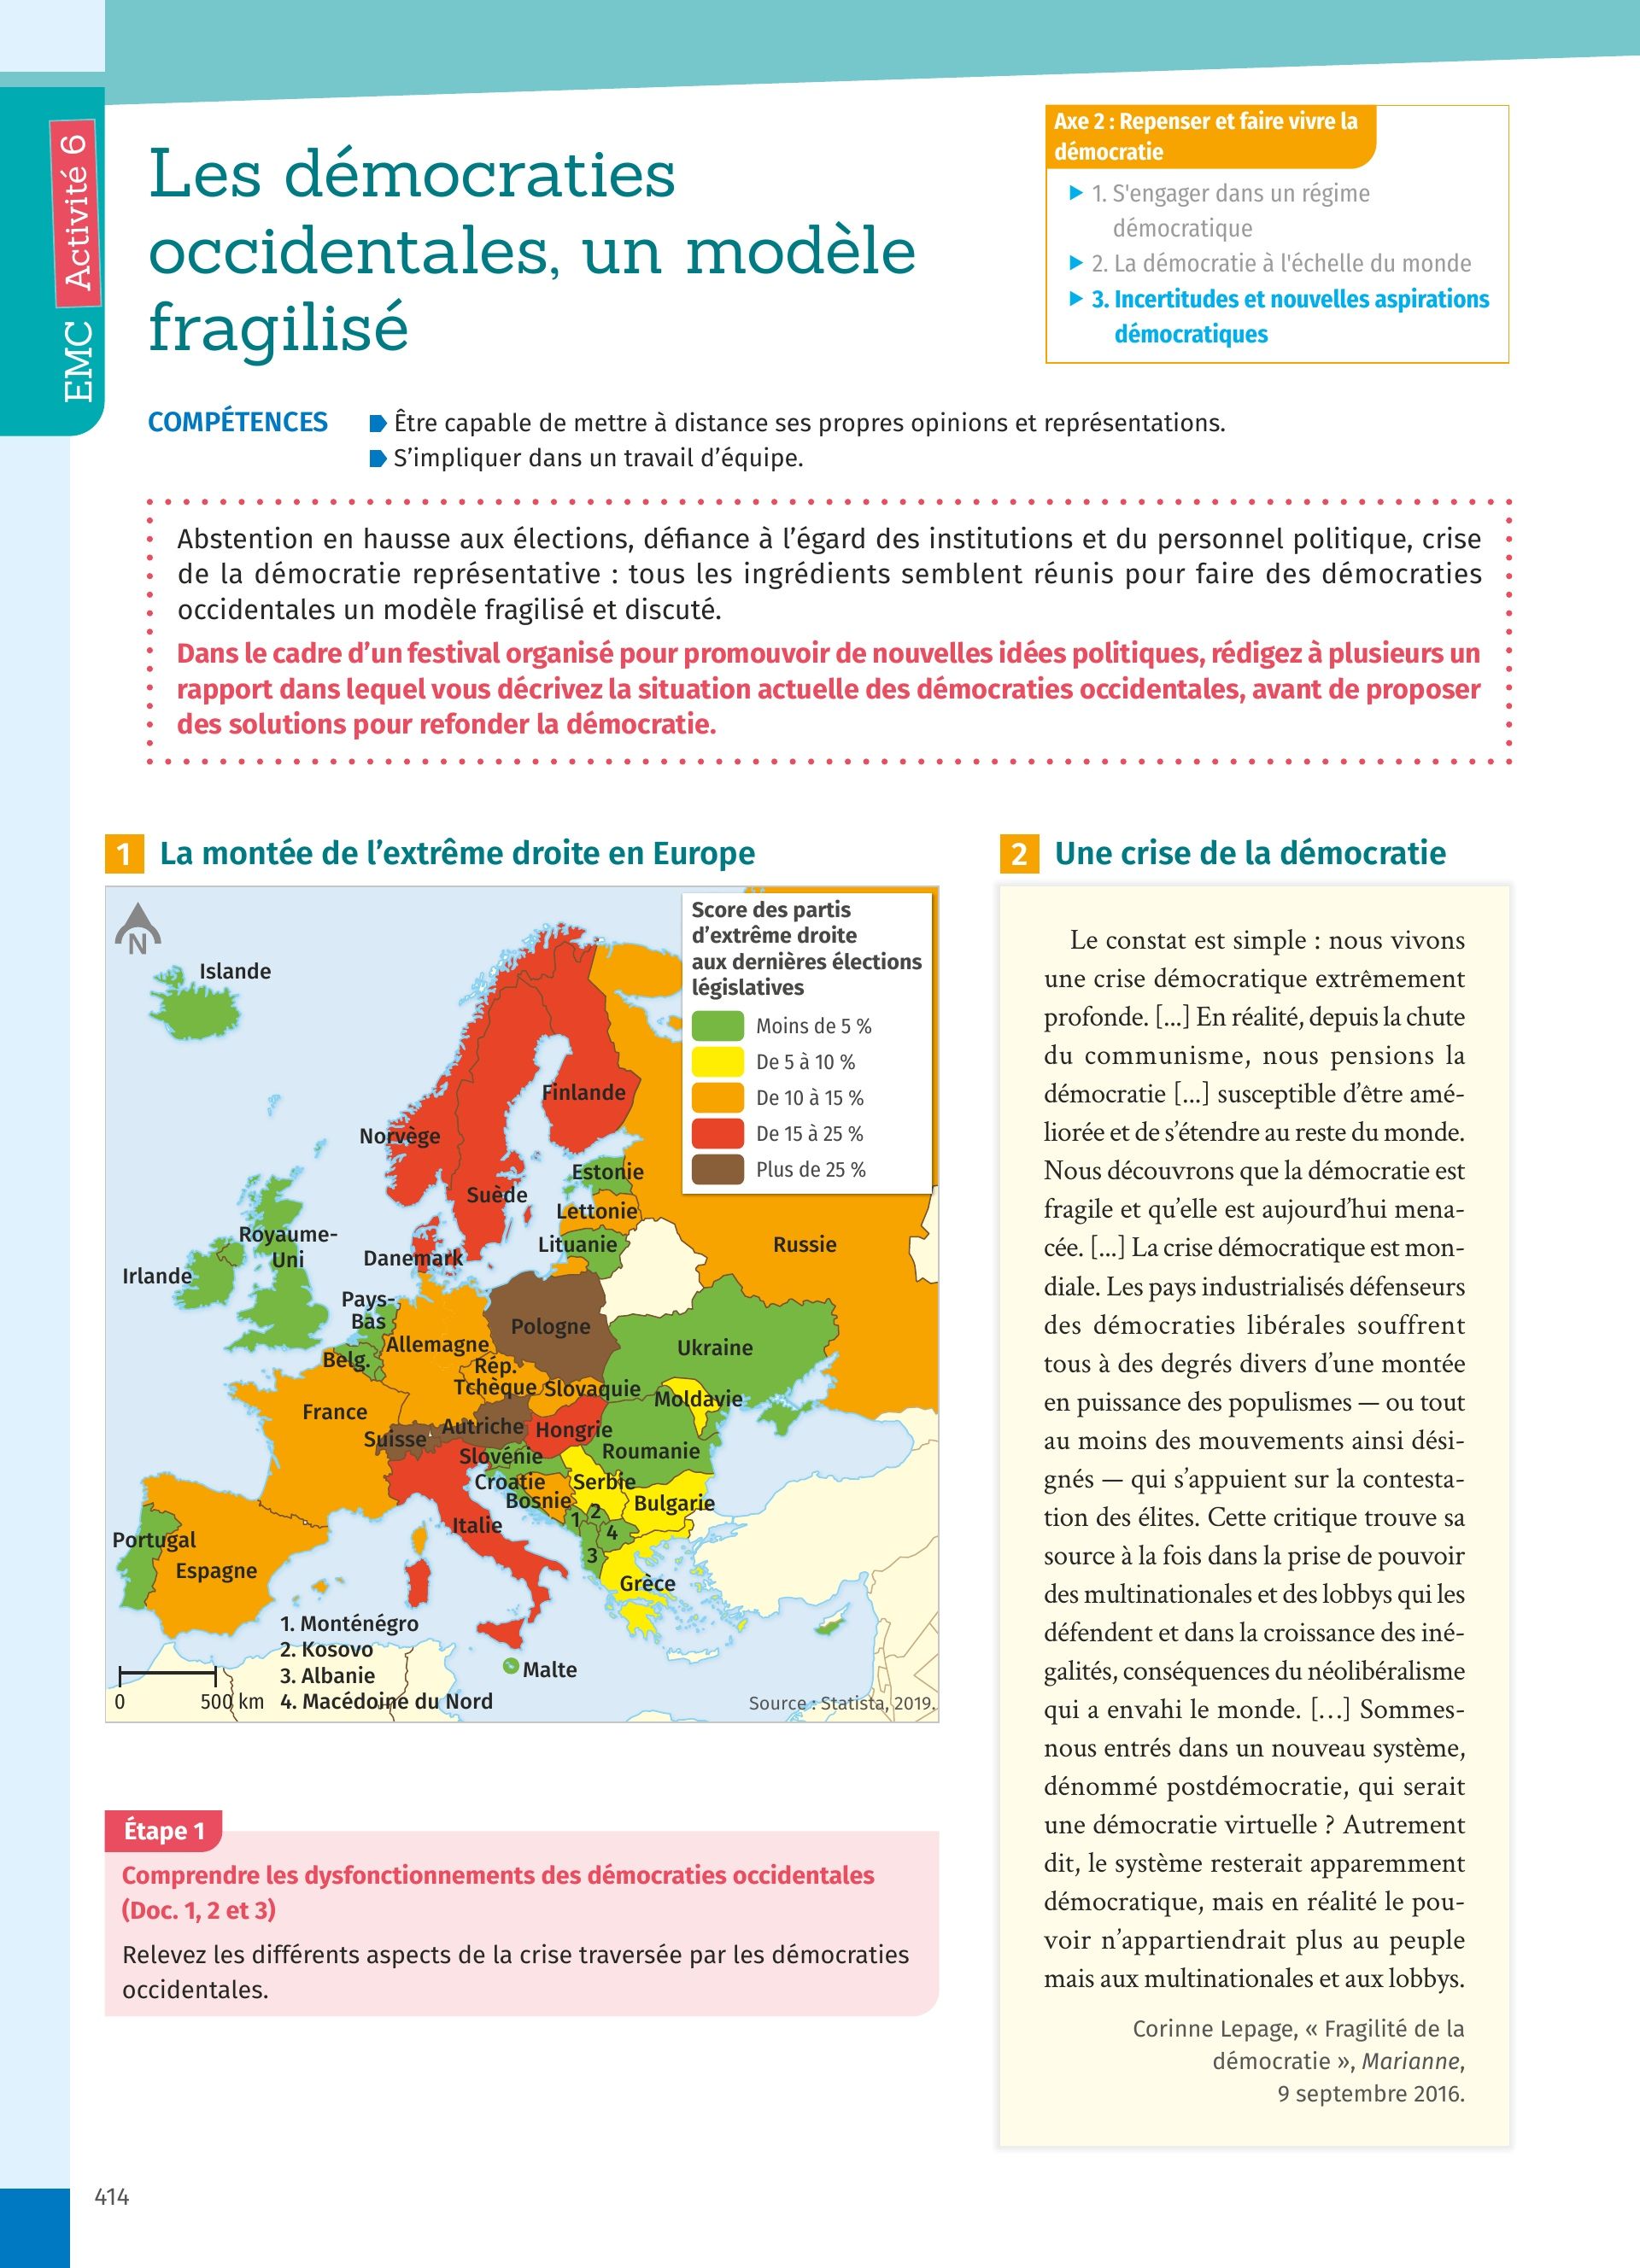 EMC Activité 6
Les démocraties
occidentales, un modèle
fragilisé
Axe 2 : Repenser et faire vivre la
démocratie
1. S'engager dans un régime
démocratique
2. La démocratie à l'échelle du monde
3. Incertitudes et nouvelles aspirations
démocratiques
COMPÉTENCES
Être capable de mettre à distance ses propres opinions et représentations.
S’impliquer dans un travail d’équipe.
Abstention en hausse aux élections, défiance à l’égard des institutions et du personnel politique, crise
de la démocratie représentative : tous les ingrédients semblent réunis pour faire des démocraties
occidentales un modèle fragilisé et discuté.
Dans le cadre d’un festival organisé pour promouvoir de nouvelles idées politiques, rédigez à plusieurs un
rapport dans lequel vous décrivez la situation actuelle des démocraties occidentales, avant de proposer
des solutions pour refonder la démocratie.
1 La montée de l’extrême droite en Europe
N
Score des partis
d’extrême droite
aux dernières élections
législatives
Moins de 5 %
De 5 à 10 %
De 10 à 15 %
De 15 à 25 %
Plus de 25 %
Islande
Finlande
Norvège
Estonie
Suède
Lettonie
Royaume-
Uni
Lituanie
Russie
Danemark
Irlande
Pays-
Bas
Pologne
Allemagne
Ukraine
Belg.
Rép.
Tchèque
Slovaquie
Moldavie
France
Autriche
Hongrie
Suisse
Roumanie
Slovénie
Croatie
Serbie
Bosnie
Bulgarie
1
2
4
3
Italie
Portugal
Espagne
Grèce
1. Monténégro
2. Kosovo
3. Albanie
4. Macédoine du Nord
Malte
0 500 km
Source : Statista, 2019.
Étape 1
Comprendre les dysfonctionnements des démocraties occidentales
(Doc. 1, 2 et 3)
Relevez les différents aspects de la crise traversée par les démocraties
occidentales.
2 Une crise de la démocratie
Le constat est simple : nous vivons
une crise démocratique extrêmement
profonde. [...] En réalité, depuis la chute
du communisme, nous pensions la
démocratie [...] susceptible d’être amé-
liorée et de s’étendre au reste du monde.
Nous découvrons que la démocratie est
fragile et qu’elle est aujourd’hui mena-
cée. [...] La crise démocratique est mon-
diale. Les pays industrialisés défenseurs
des démocraties libérales souffrent
tous à des degrés divers d’une montée
en puissance des populismes — ou tout
au moins des mouvements ainsi dési-
gnés — qui s’appuient sur la contesta-
tion des élites. Cette critique trouve sa
source à la fois dans la prise de pouvoir
des multinationales et des lobbys qui les
défendent et dans la croissance des iné-
galités, conséquences du néolibéralisme
qui a envahi le monde. […] Sommes-
nous entrés dans un nouveau système,
dénommé postdémocratie, qui serait
une démocratie virtuelle ? Autrement
dit, le système resterait apparemment
démocratique, mais en réalité le pou-
voir n’appartiendrait plus au peuple
mais aux multinationales et aux lobbys.
Corinne Lepage, « Fragilité de la
démocratie », Marianne,
9 septembre 2016.
414